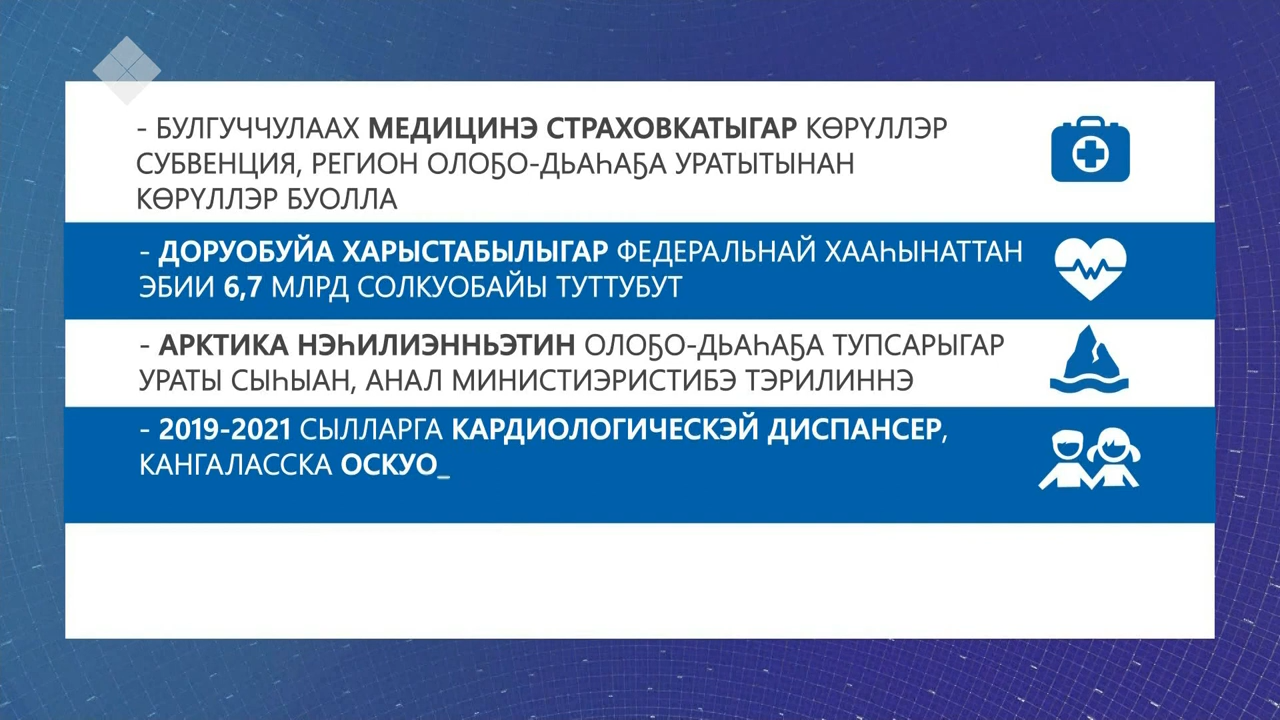 - БУЛГУЧЧУЛААХ МЕДИЦИНЭ СТРАХОВКАТЫГАР КӨРҮЛЛЭР
СУБВЕНЦИЯ, РЕГИОН ОЛОҔО-ДЬАҺАҔА УРАТЫТЫНАН
КӨРҮЛЛЭР БУОЛЛА
- ДОРУОБУЙА ХАРЫСТАБЫЛЫГАР ФЕДЕРАЛЬНАЙ ХААҺЫНАТТАН
ЭБИИ 6,7 МЛРД СОЛКУОБАЙЫ ТУТТУБУТ
- АРКТИКА НЭҺИЛИЭННЬЭТИН ОЛОҔО-ДЬАҺАҔА ТУПСАРЫГАР
УРАТЫ СЫҺЫАН, АНАЛ МИНИСТИЭРИСТИБЭ ТЭРИЛИННЭ
- 2019-2021 СЫЛЛАРГА КАРДИОЛОГИЧЕСКЭЙ ДИСПАНСЕР,
КАНГАЛАССКА ОСКУО_